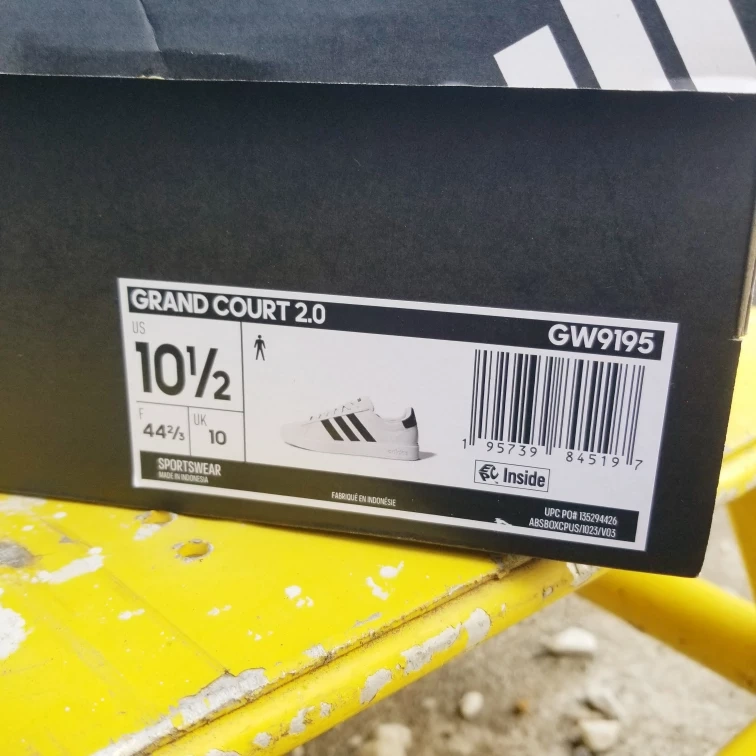 GRAND COURT 2.0
GW9195
US
10½
F
44⅔
UK
10
1 95739 84519 7
Inside
SPORTSWEAR
MADE IN INDONESIA
FABRIQUÉ EN INDONÉSIE
UPC PO# 135294426
ABSBOXCPUS/1023/V03